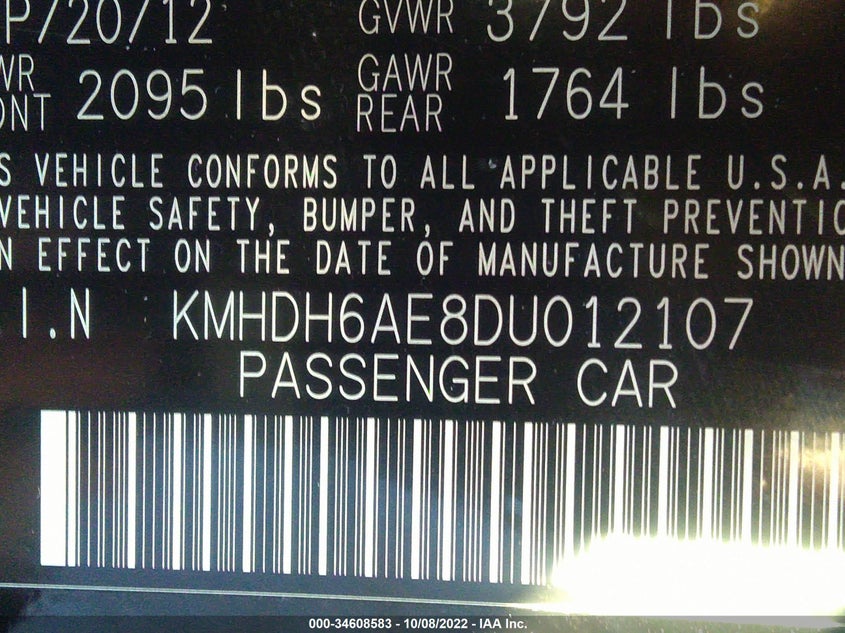 P/20/12 GVWR 3792 lbs
WR GAWR
ONT 2095 lbs REAR 1764 lbs
S VEHICLE CONFORMS TO ALL APPLICABLE U.S.A.
VEHICLE SAFETY, BUMPER, AND THEFT PREVENTIO
N EFFECT ON THE DATE OF MANUFACTURE SHOWN
I.N KMHDH6AE8DU012107
PASSENGER CAR
000-34608583 - 10/08/2022 - IAA Inc.